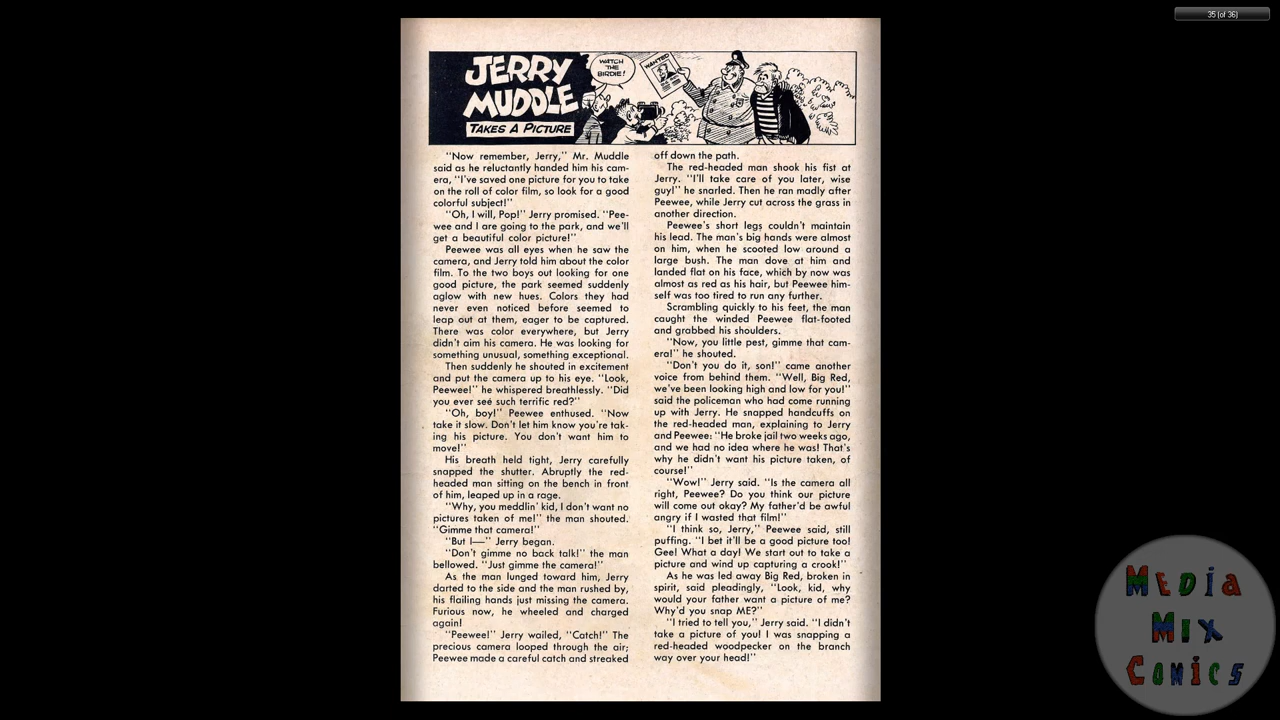 35 (of 36)
JERRY
MUDDLE
TAKES A PICTURE
WATCH
THE
BIRDIE!
WANTED
"Now remember, Jerry," Mr. Muddle
said as he reluctantly handed him his cam-
era, "I've saved one picture for you to take
on the roll of color film, so look for a good
colorful subject!"
"Oh, I will, Pop!" Jerry promised. "Pee-
wee and I are going to the park, and we'll
get a beautiful color picture!"
Peewee was all eyes when he saw the
camera, and Jerry told him about the color
film. To the two boys out looking for one
good picture, the park seemed suddenly
aglow with new hues. Colors they had
never even noticed before seemed to
leap out at them, eager to be captured.
There was color everywhere, but Jerry
didn't aim his camera. He was looking for
something unusual, something exceptional.
Then suddenly he shouted in excitement
and put the camera up to his eye. "Look,
Peewee!" he whispered breathlessly. "Did
you ever see such terrific red?"
"Oh, boy!" Peewee enthused. "Now
take it slow. Don't let him know you're tak-
ing his picture. You don't want him to
move!"
His breath held tight, Jerry carefully
snapped the shutter. Abruptly the red-
headed man sitting on the bench in front
of him, leaped up in a rage.
"Why, you meddlin' kid, I don't want no
pictures taken of me!" the man shouted.
"Gimme that camera!"
"But I—" Jerry began.
"Don't gimme no back talk!" the man
bellowed. "Just gimme the camera!"
As the man lunged toward him, Jerry
darted to the side and the man rushed by,
his flailing hands just missing the camera.
Furious now, he wheeled and charged
again!
"Peewee!" Jerry wailed, "Catch!" The
precious camera looped through the air;
Peewee made a careful catch and streaked
off down the path.
The red-headed man shook his fist at
Jerry. "I'll take care of you later, wise
guy!" he snarled. Then he ran madly after
Peewee, while Jerry cut across the grass in
another direction.
Peewee's short legs couldn't maintain
his lead. The man's big hands were almost
on him, when he scooted low around a
large bush. The man dove at him and
landed flat on his face, which by now was
almost as red as his hair, but Peewee him-
self was too tired to run any further.
Scrambling quickly to his feet, the man
caught the winded Peewee flat-footed
and grabbed his shoulders.
"Now, you little pest, gimme that cam-
era!" he shouted.
"Don't you do it, son!" came another
voice from behind them. "Well, Big Red,
we've been looking high and low for you!"
said the policeman who had come running
up with Jerry. He snapped handcuffs on
the red-headed man, explaining to Jerry
and Peewee: "He broke jail two weeks ago,
and we had no idea where he was! That's
why he didn't want his picture taken, of
course!"
"Wow!" Jerry said. "Is the camera all
right, Peewee? Do you think our picture
will come out okay? My father'd be awful
angry if I wasted that film!"
"I think so, Jerry," Peewee said, still
puffing. "I bet it'll be a good picture too!
Gee! What a day! We start out to take a
picture and wind up capturing a crook!"
As he was led away Big Red, broken in
spirit, said pleadingly, "Look, kid, why
would your father want a picture of me?
Why'd you snap ME?"
"I tried to tell you," Jerry said. "I didn't
take a picture of you! I was snapping a
red-headed woodpecker on the branch
way over your head!"
MEDIA
MIX
COMICS